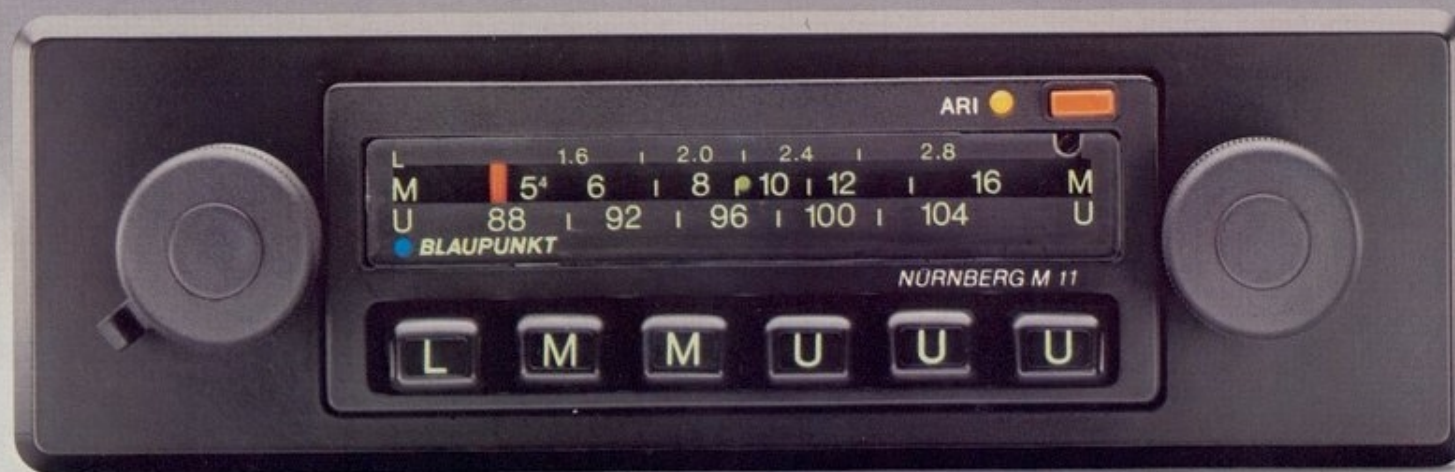 ARI
L 1.6 2.0 2.4 2.8
M 5⁴ 6 8 10 12 16 M
U 88 92 96 100 104 U
BLAUPUNKT
NÜRNBERG M 11
L M M U U U